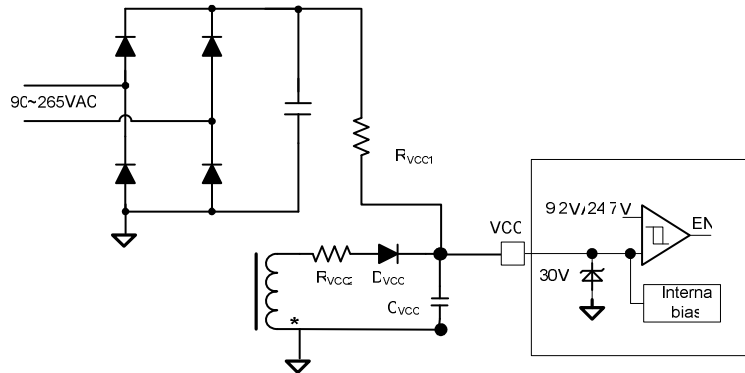 90~265VAC
RVCC1
9.2V/24.7V
VCC
EN
RVCC2
DVCC
30V
CVCC
*
Interna
bias